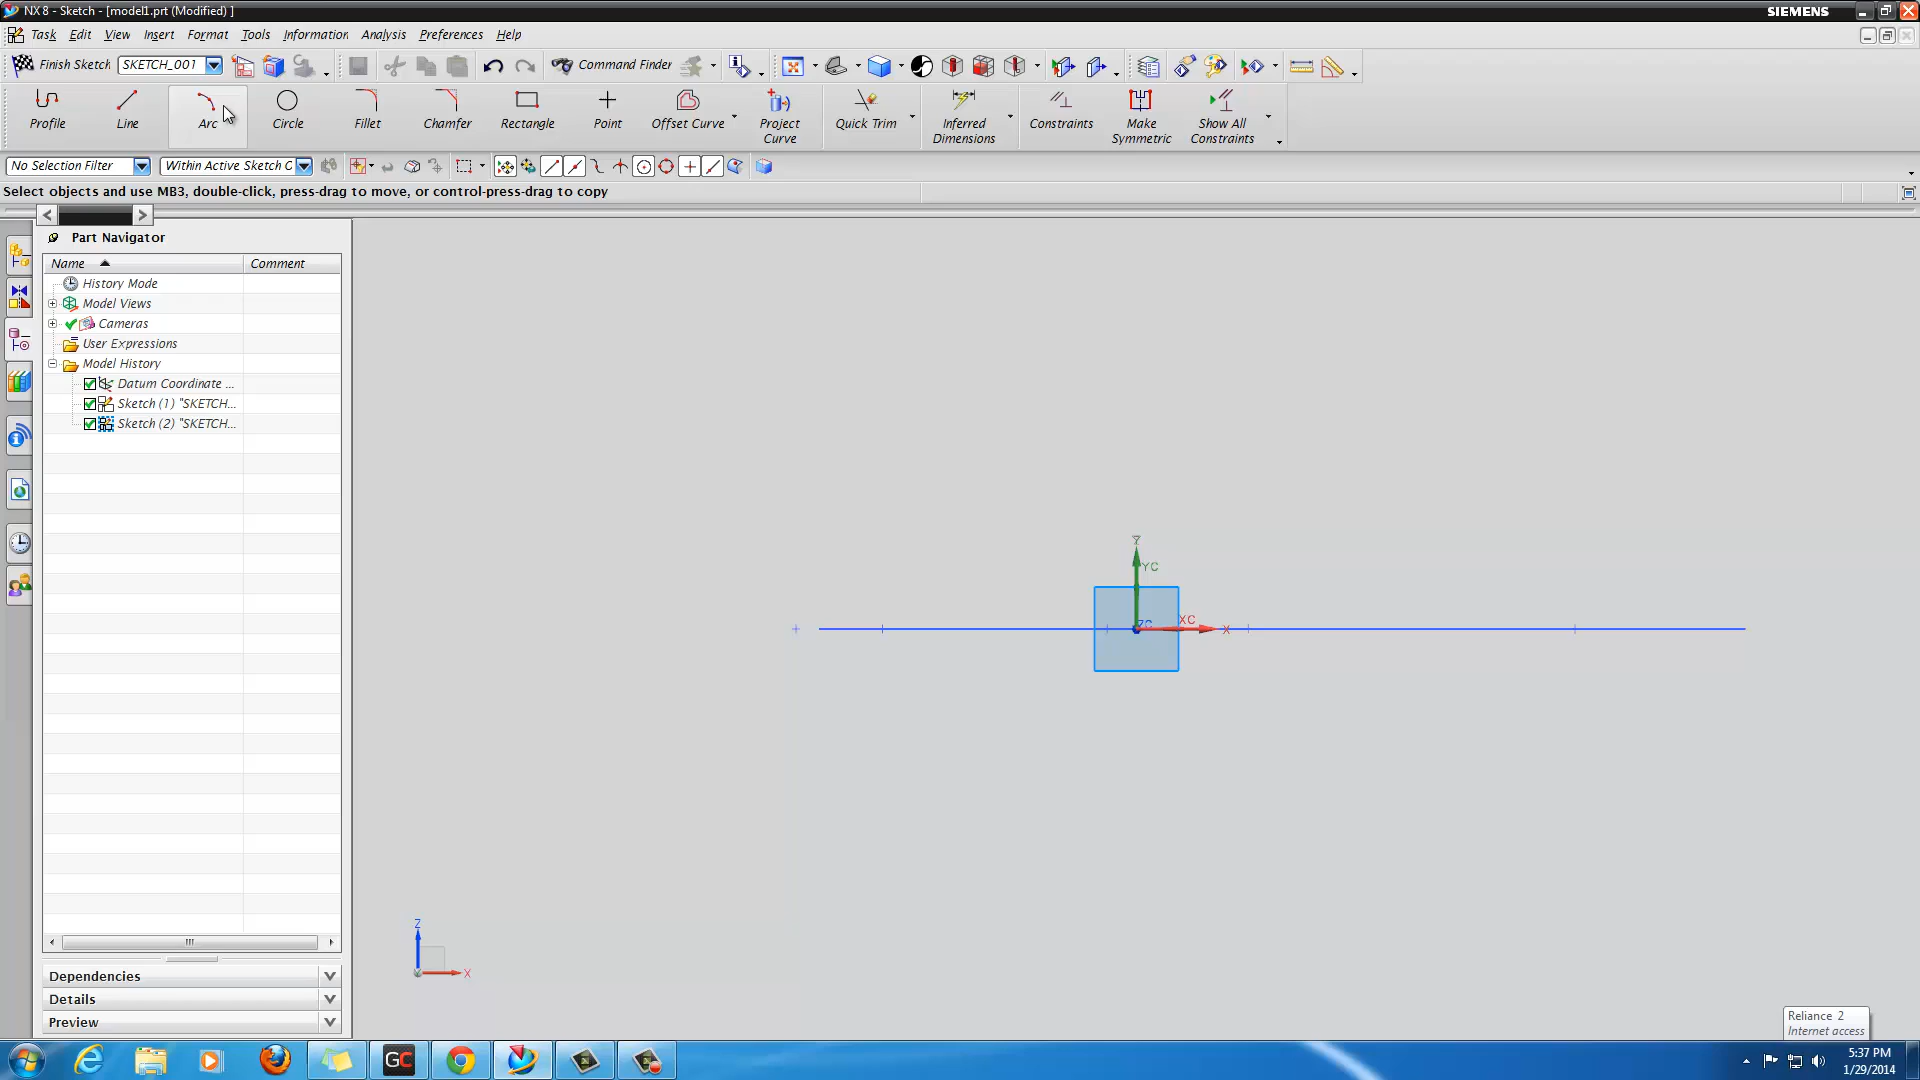 NX 8 - Sketch - [model1.prt (Modified) ]
SIEMENS
Task Edit View Insert Format Tools Information Analysis Preferences Help
Finish Sketch SKETCH_001 Command Finder
Profile Line Arc Circle Fillet Chamfer Rectangle Point Offset Curve Project Curve Quick Trim Inferred Dimensions Constraints Make Symmetric Show All Constraints
No Selection Filter Within Active Sketch O
Select objects and use MB3, double-click, press-drag to move, or control-press-drag to copy
Part Navigator
Name Comment
History Mode
Model Views
Cameras
User Expressions
Model History
Datum Coordinate ...
Sketch (1) "SKETCH...
Sketch (2) "SKETCH...
Y
YC
ZC XC
X
Z
X
Dependencies
Details
Preview
Reliance 2
Internet access
GC
5:37 PM
1/29/2014